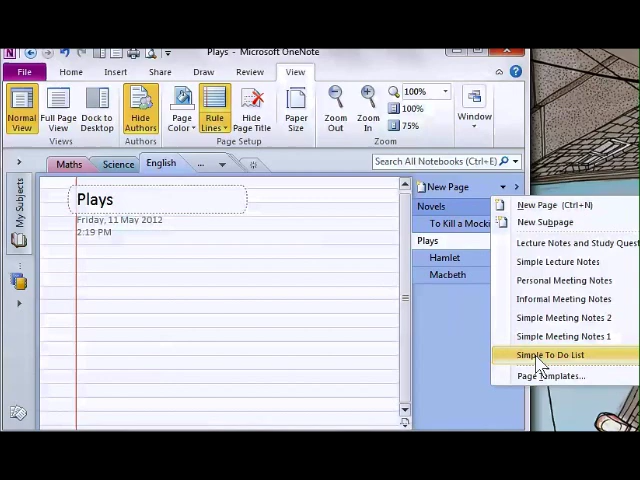 Plays - Microsoft OneNote
File Home Insert Share Draw Review View
Normal View
Full Page View
Dock to Desktop
Hide Authors
Page Color
Rule Lines
Hide Page Title
Paper Size
Zoom Out
Zoom In
100%
100%
75%
Window
Views Authors Page Setup Zoom
Maths Science English ...
Search All Notebooks (Ctrl+E)
My Subjects
Plays
Friday, 11 May 2012
2:19 PM
New Page
Novels
To Kill a Mocki
Plays
Hamlet
Macbeth
New Page (Ctrl+N)
New Subpage
Lecture Notes and Study Quest
Simple Lecture Notes
Personal Meeting Notes
Informal Meeting Notes
Simple Meeting Notes 2
Simple Meeting Notes 1
Simple To Do List
Page Templates...